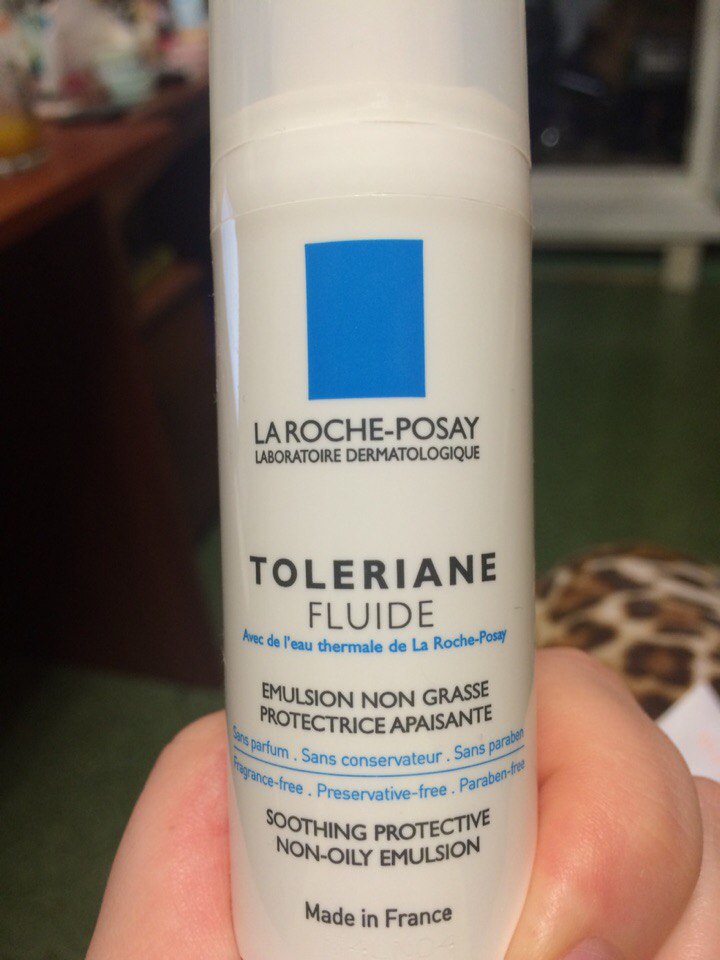 LA ROCHE-POSAY
LABORATOIRE DERMATOLOGIQUE
TOLERIANE
FLUIDE
Avec de l'eau thermale de La Roche-Posay
EMULSION NON GRASSE
PROTECTRICE APAISANTE
Sans parfum . Sans conservateur . Sans paraben
Fragrance-free . Preservative-free . Paraben-free
SOOTHING PROTECTIVE
NON-OILY EMULSION
Made in France